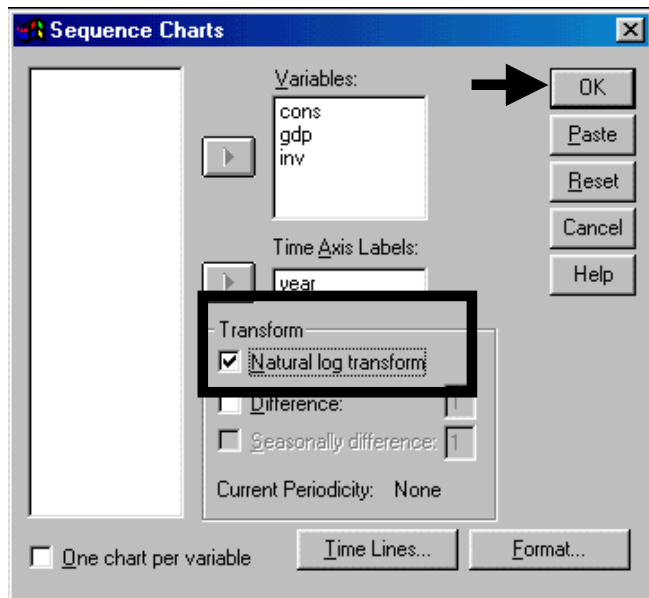 Sequence Charts
Variables:
cons
gdp
inv
Time Axis Labels:
year
Transform
Natural log transform
Difference: 1
Seasonally difference: 1
Current Periodicity: None
One chart per variable
Time Lines...
Format...
OK
Paste
Reset
Cancel
Help